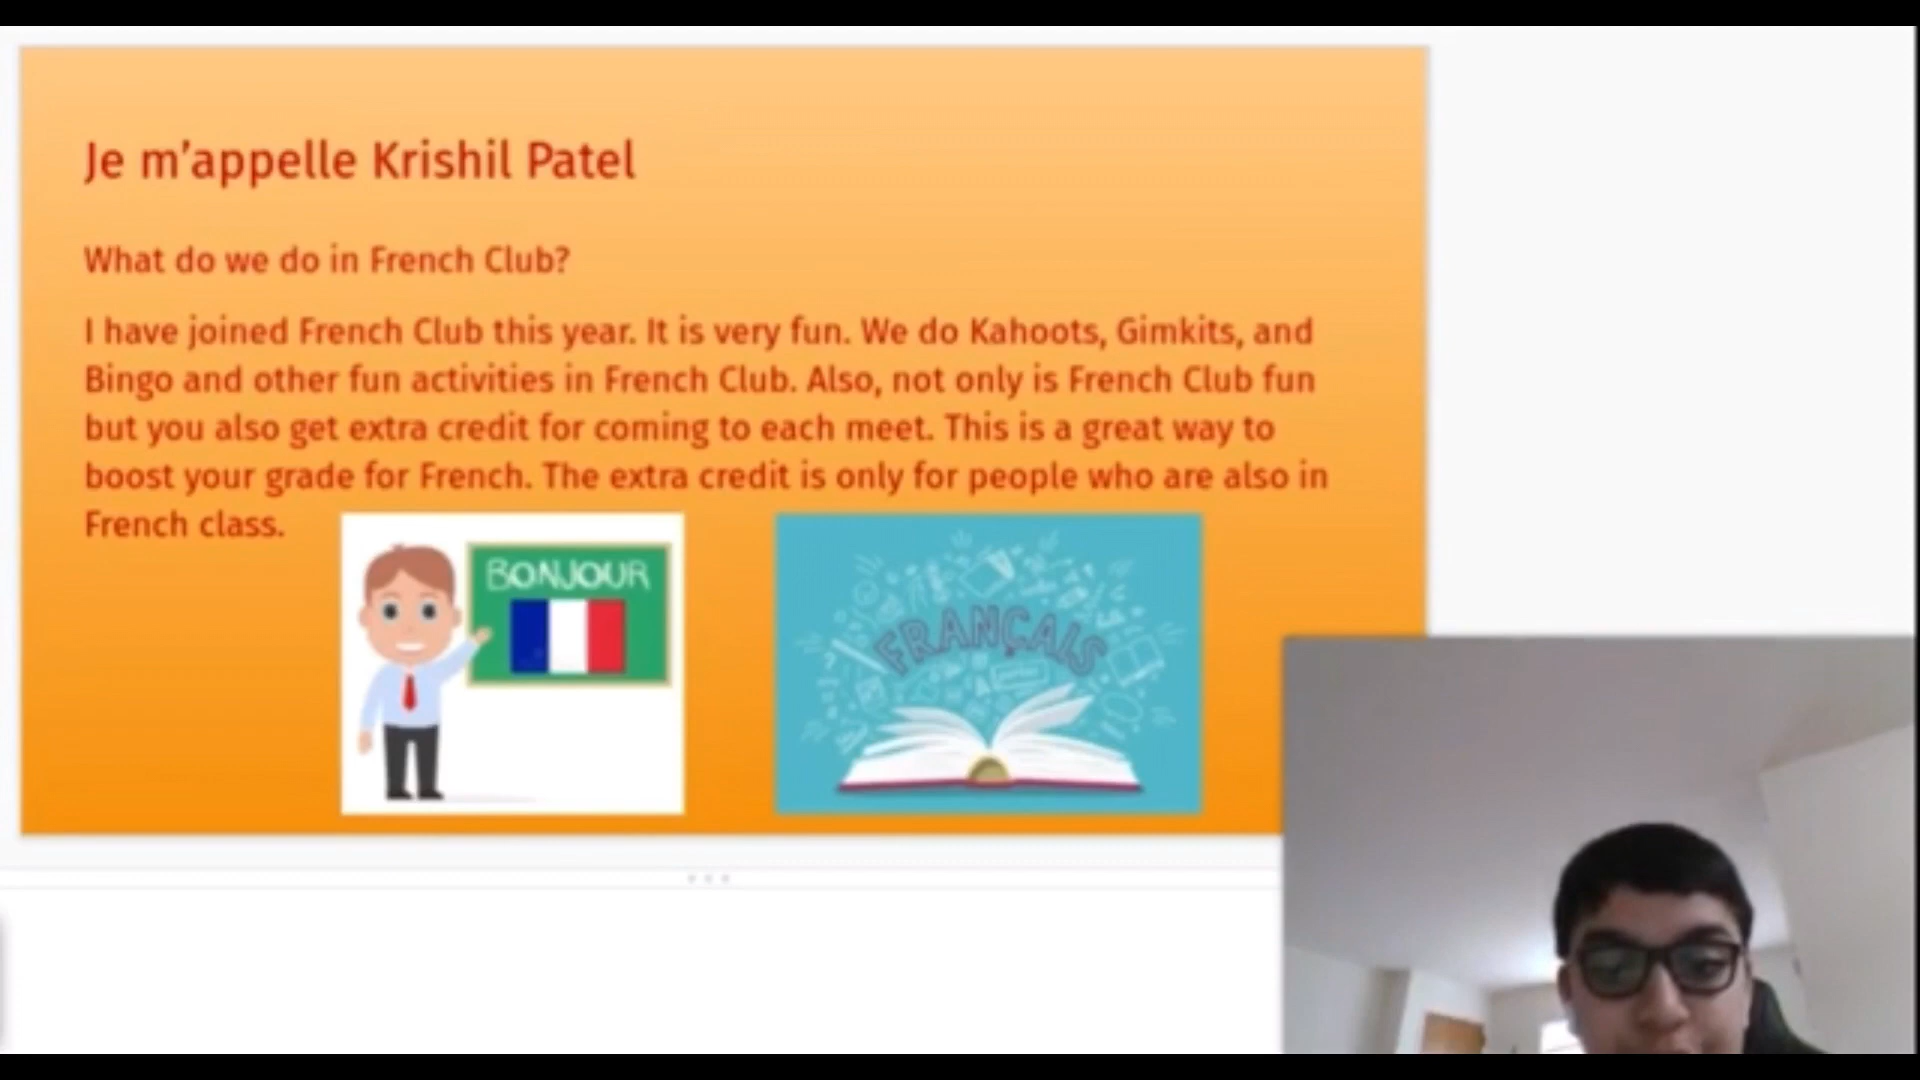 Je m'appelle Krishil Patel
What do we do in French Club?
I have joined French Club this year. It is very fun. We do Kahoots, Gimkits, and
Bingo and other fun activities in French Club. Also, not only is French Club fun
but you also get extra credit for coming to each meet. This is a great way to
boost your grade for French. The extra credit is only for people who are also in
French class.
BONJOUR
FRANÇAIS